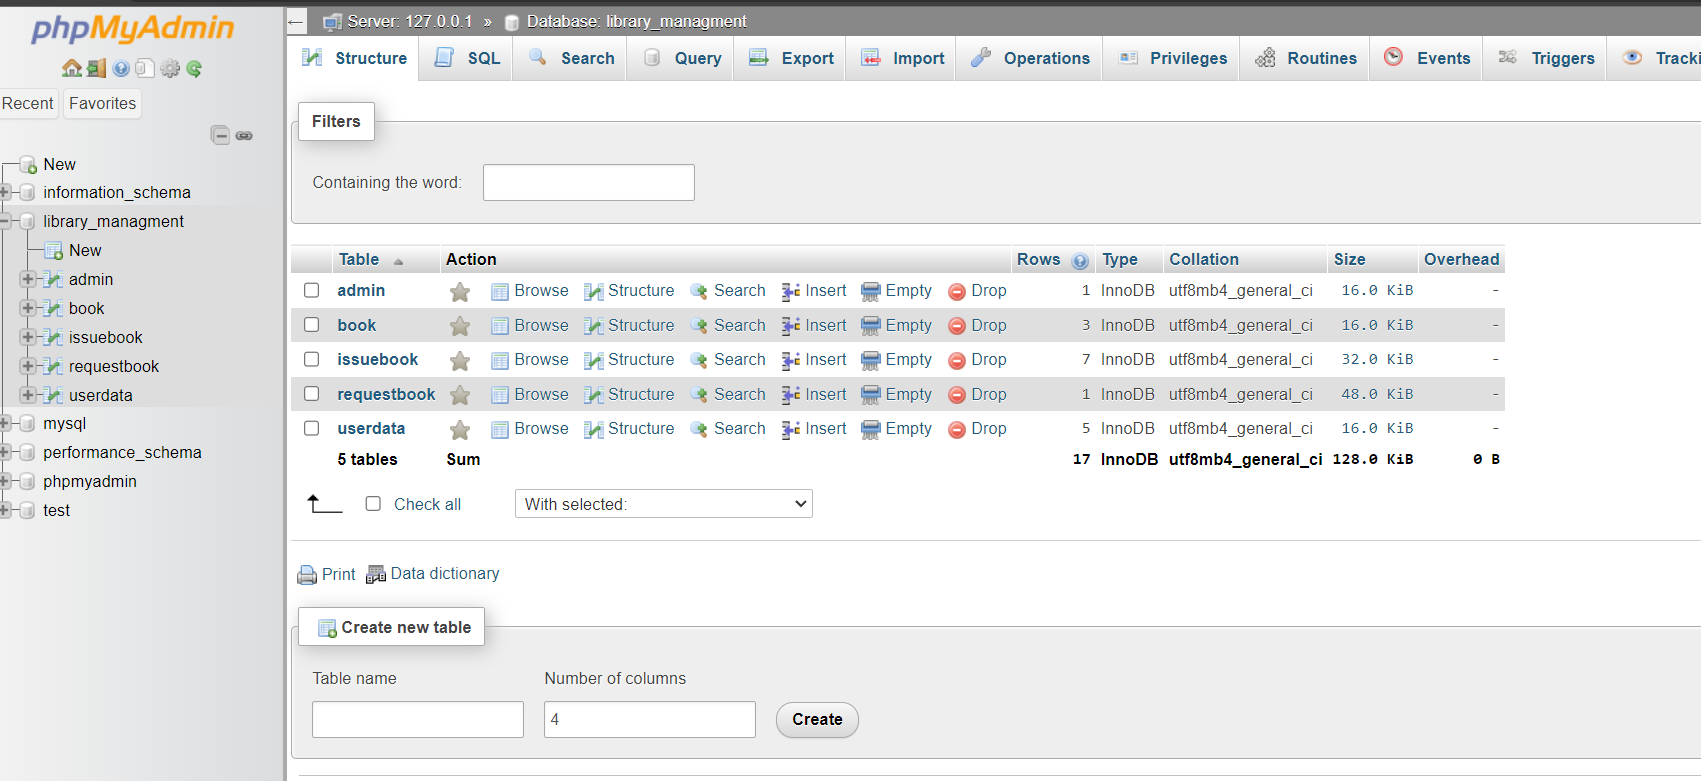 phpMyAdmin
Recent Favorites
New
information_schema
library_managment
New
admin
book
issuebook
requestbook
userdata
mysql
performance_schema
phpmyadmin
test
Server: 127.0.0.1 » Database: library_managment
Structure SQL Search Query Export Import Operations Privileges Routines Events Triggers Tracki
Filters
Containing the word:
Table Action Rows Type Collation Size Overhead
admin Browse Structure Search Insert Empty Drop 1 InnoDB utf8mb4_general_ci 16.0 KiB -
book Browse Structure Search Insert Empty Drop 3 InnoDB utf8mb4_general_ci 16.0 KiB -
issuebook Browse Structure Search Insert Empty Drop 7 InnoDB utf8mb4_general_ci 32.0 KiB -
requestbook Browse Structure Search Insert Empty Drop 1 InnoDB utf8mb4_general_ci 48.0 KiB -
userdata Browse Structure Search Insert Empty Drop 5 InnoDB utf8mb4_general_ci 16.0 KiB -
5 tables Sum 17 InnoDB utf8mb4_general_ci 128.0 KiB 0 B
Check all With selected:
Print Data dictionary
Create new table
Table name Number of columns
4 Create